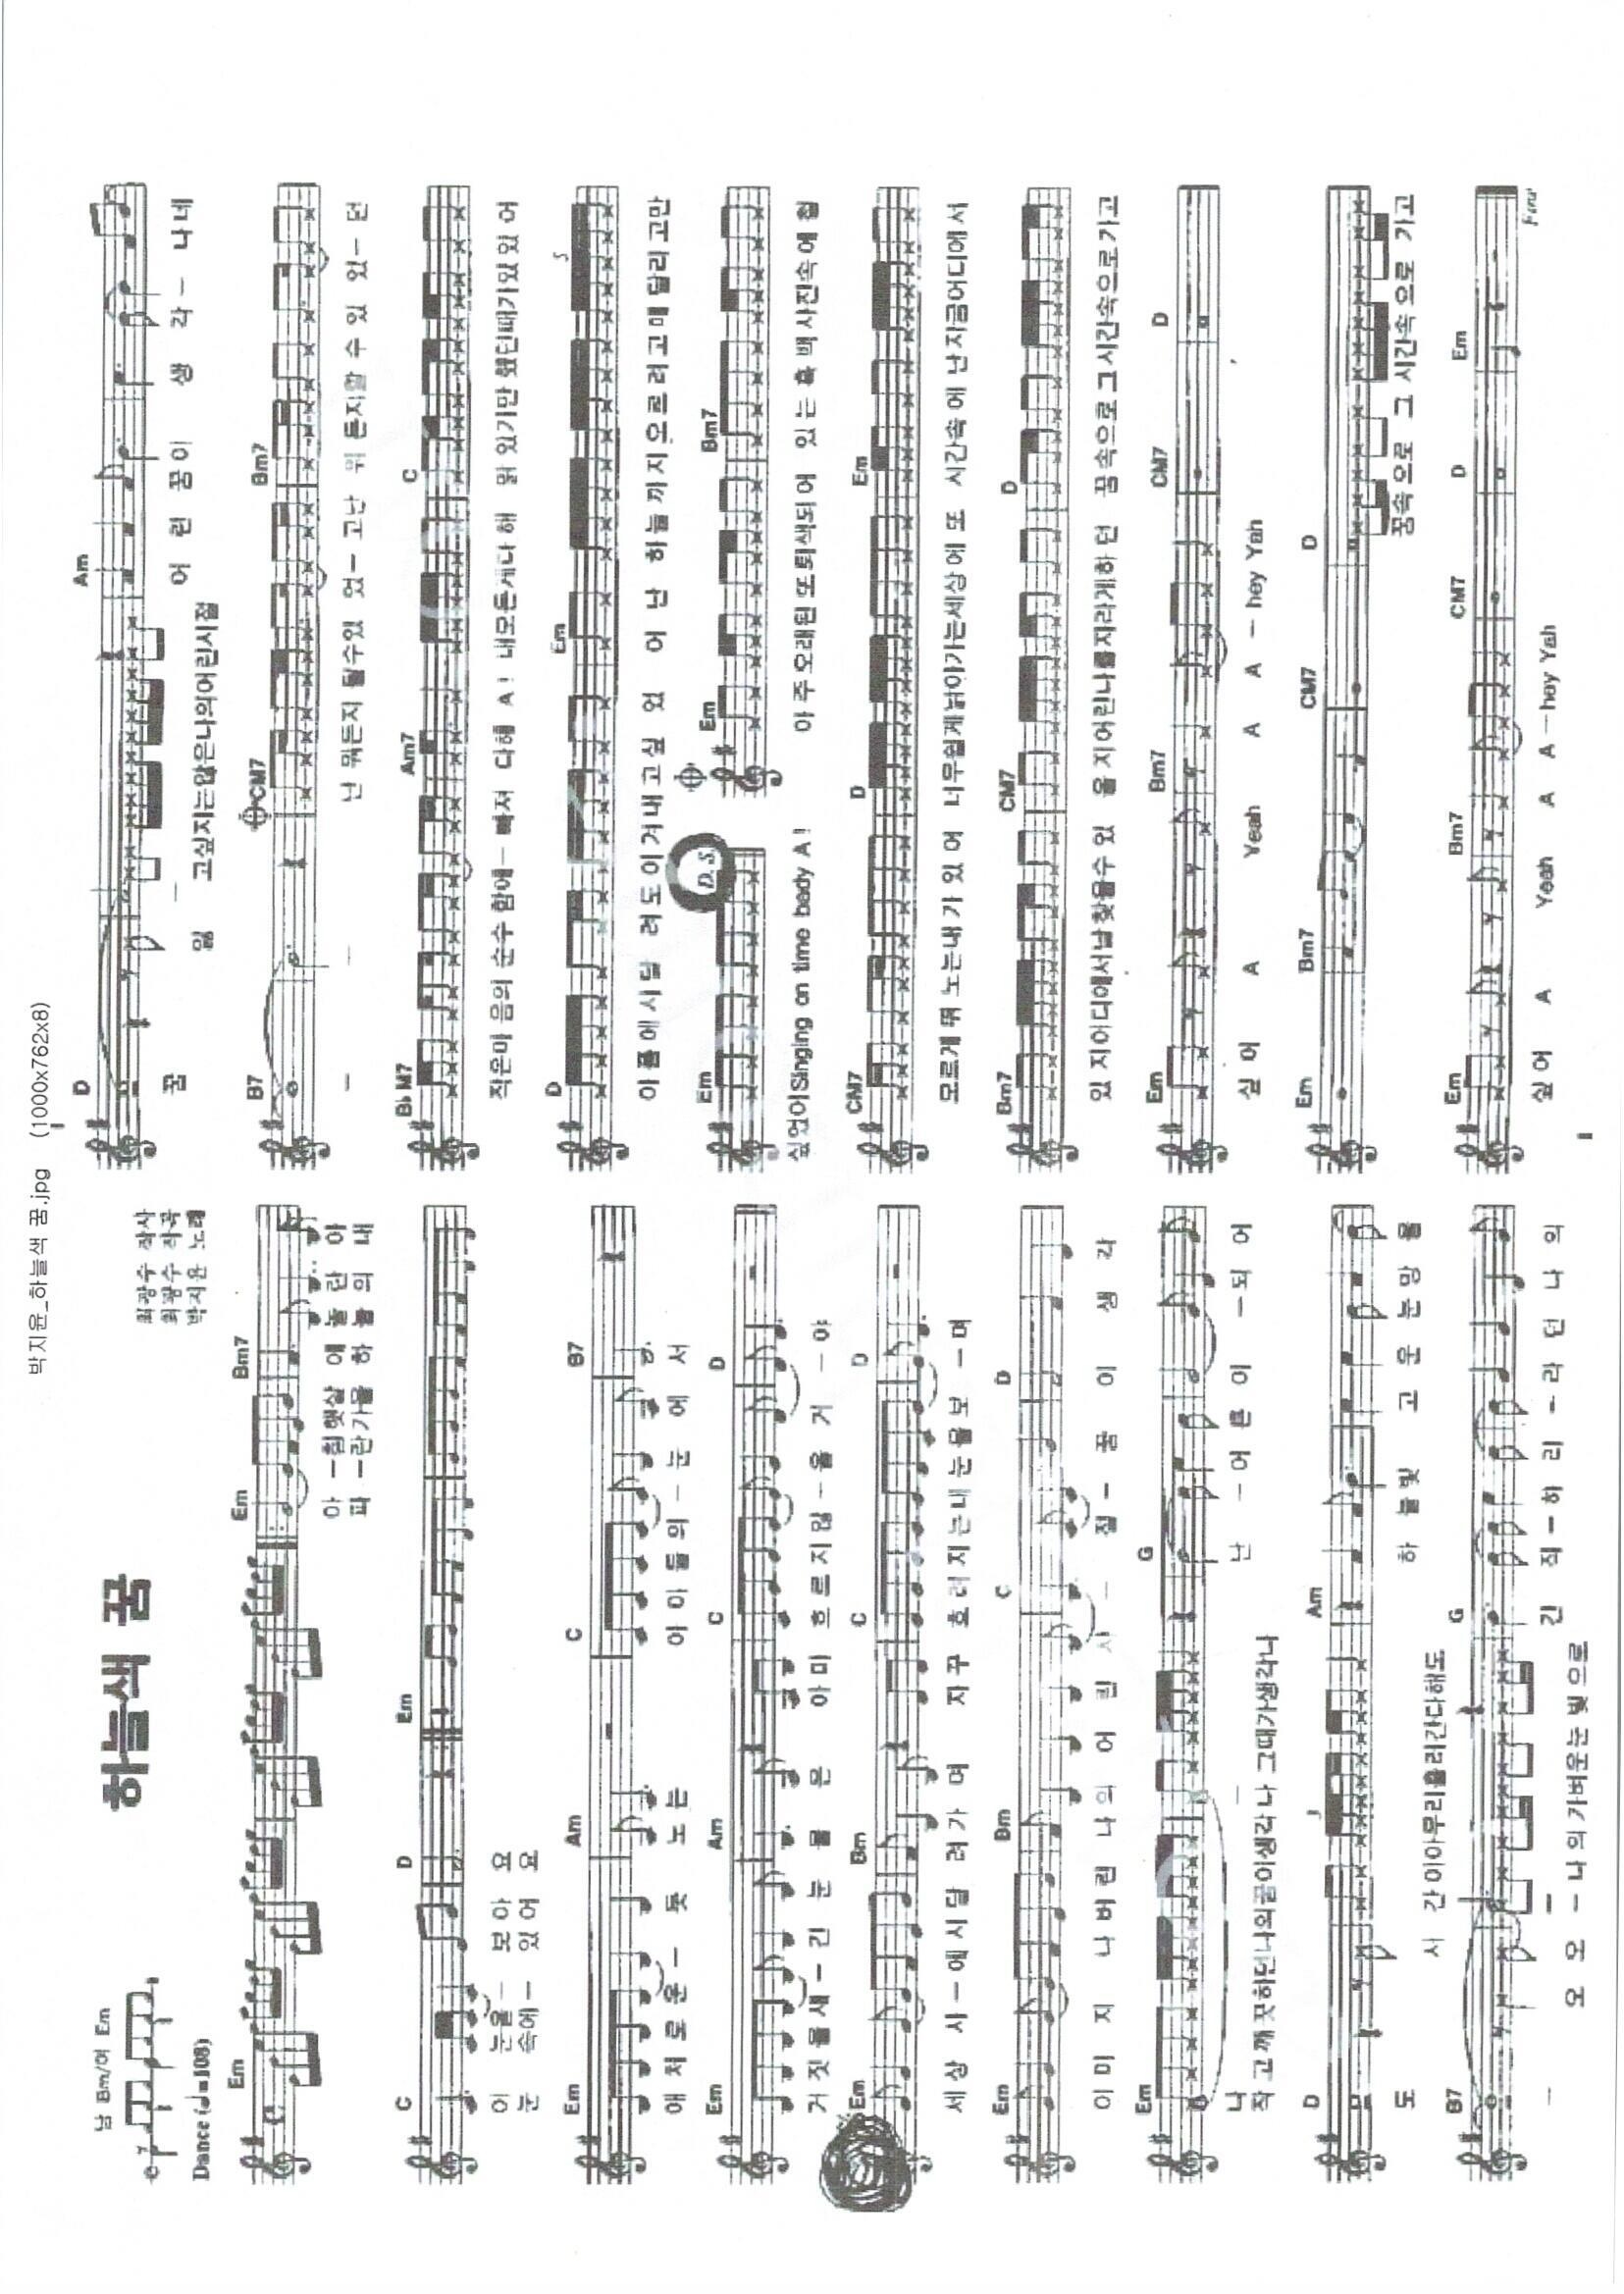 박지윤_하늘색 꿈.jpg (1000x762x8)
남 Bm/여 Em
하늘색 꿈
최광수 작사
최광수 작곡
박지윤 노래
Dance (♩=108)
Em Em Bm7
아 - 침햇살 에 놀 란 아
파 - 란가을 하 늘 의 내
C D Em
이 눈을 - 보 아 요
눈 속에 - 있 어 요
Em Am C B7
애 처 로 운 - 듯 노 는 아 이 들 의 - 눈 에 서
Em Am C D
거 짓 을 새 - 긴 눈 물 은 아 마 흐 르 지 않 - 을 거 - 야
Em Bm C D
세 상 사 - 에 시 달 려 가 며 자 꾸 흐 려 지 는 내 눈 을 보 - 며
Em Bm C D
이 미 지 나 버 린 나 의 어 린 시 - 절 - 꿈 이 생 각
Em G
나 - 난 - 어 른 이 - 되 어
작 고 깨 끗하던나의꿈이생각 나 그때가생각나
D Am
도 하 늘 빛 고 운 눈 망 울
시 간 이아무리흘러간다해도
B7 G
- - 간 직 - 하 리 - 라 던 나 의
오 오 - 나 의 가벼운눈 빛 으로
D Am
꿈 - 어 린 꿈 이 생 각 - 나 네
잃 고싶지는않은나의어린시절
B7 CM7 Bm7
- - 난 뭐든지 될수있 었 - 고난 뭐 든지할 수 있 었 - 던
B♭M7 Am7 C
작은마 음의 순수 함에 - 빠져 다해 A ! 내모든게다 해 맑 있기만 했던때가있 있 어
D Em 5
아 픔 에 시 달 려 도 이 겨 내 고 싶 었 어 난 하늘 까지 오르 려고 매 달리 고만
Em D.S. Em Bm7
싶었어Singing on time bady A ! 아 주 오래된 또 퇴색되 어 있 는 흑 백 사진속 에 철
CM7 D Em
모르게 뛰 노는내 가 있 어 너무쉽게늙어가는세상 에 또 시간속 에 난 지금어디에 서
Bm7 CM7 D
있 지어디에서날찾을수 있 을 지어린나를자라게하 던 꿈 속으로 그 시간속으로 가고
Em Bm7 CM7 D
싶 어 A Yeah A A - hey Yah
Em Bm7 CM7 D
꿈속 으로 그 시간속 으로 가고
Em Bm7 CM7 D Em
싶 어 A Yeah A A - hey Yah
Fine